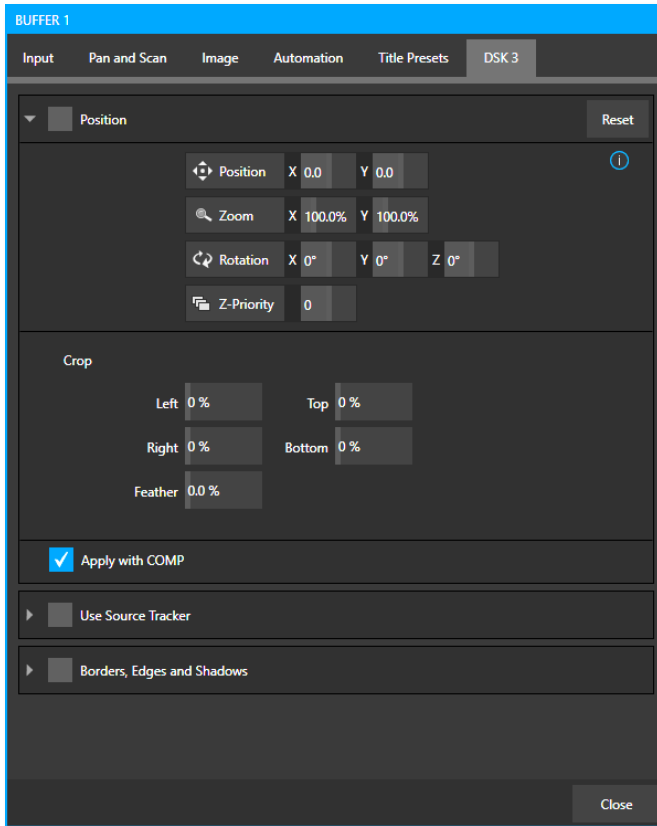 BUFFER 1
Input Pan and Scan Image Automation Title Presets DSK 3
Position Reset
Position X 0.0 Y 0.0
Zoom X 100.0% Y 100.0%
Rotation X 0° Y 0° Z 0°
Z-Priority 0
Crop
Left 0 % Top 0 %
Right 0 % Bottom 0 %
Feather 0.0 %
Apply with COMP
Use Source Tracker
Borders, Edges and Shadows
Close